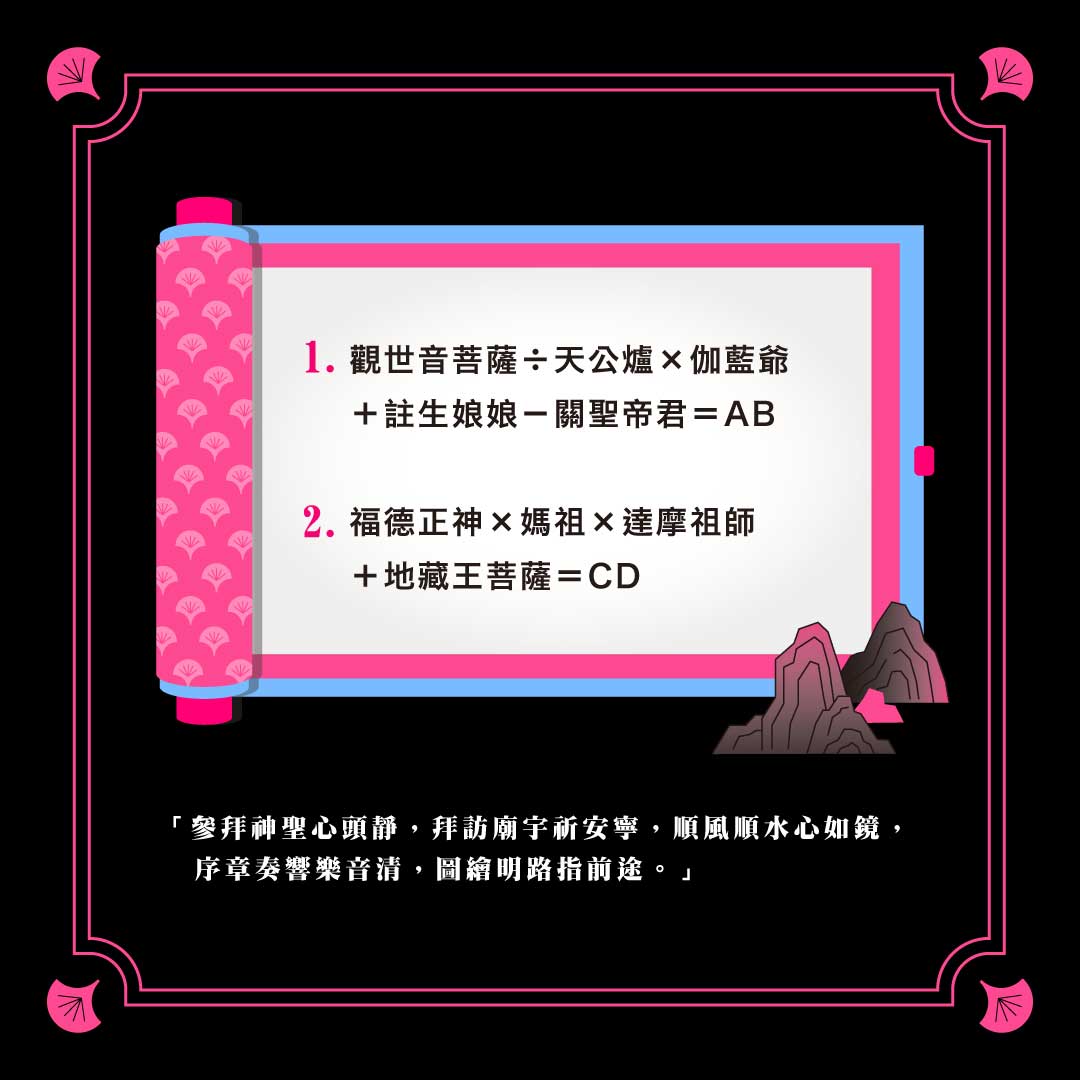 1. 觀世音菩薩÷天公爐×伽藍爺
＋註生娘娘－關聖帝君＝AB
2. 福德正神×媽祖×達摩祖師
＋地藏王菩薩＝CD
「參拜神聖心頭靜，拜訪廟宇祈安寧，順風順水心如鏡，
序章奏響樂音清，圖繪明路指前途。」